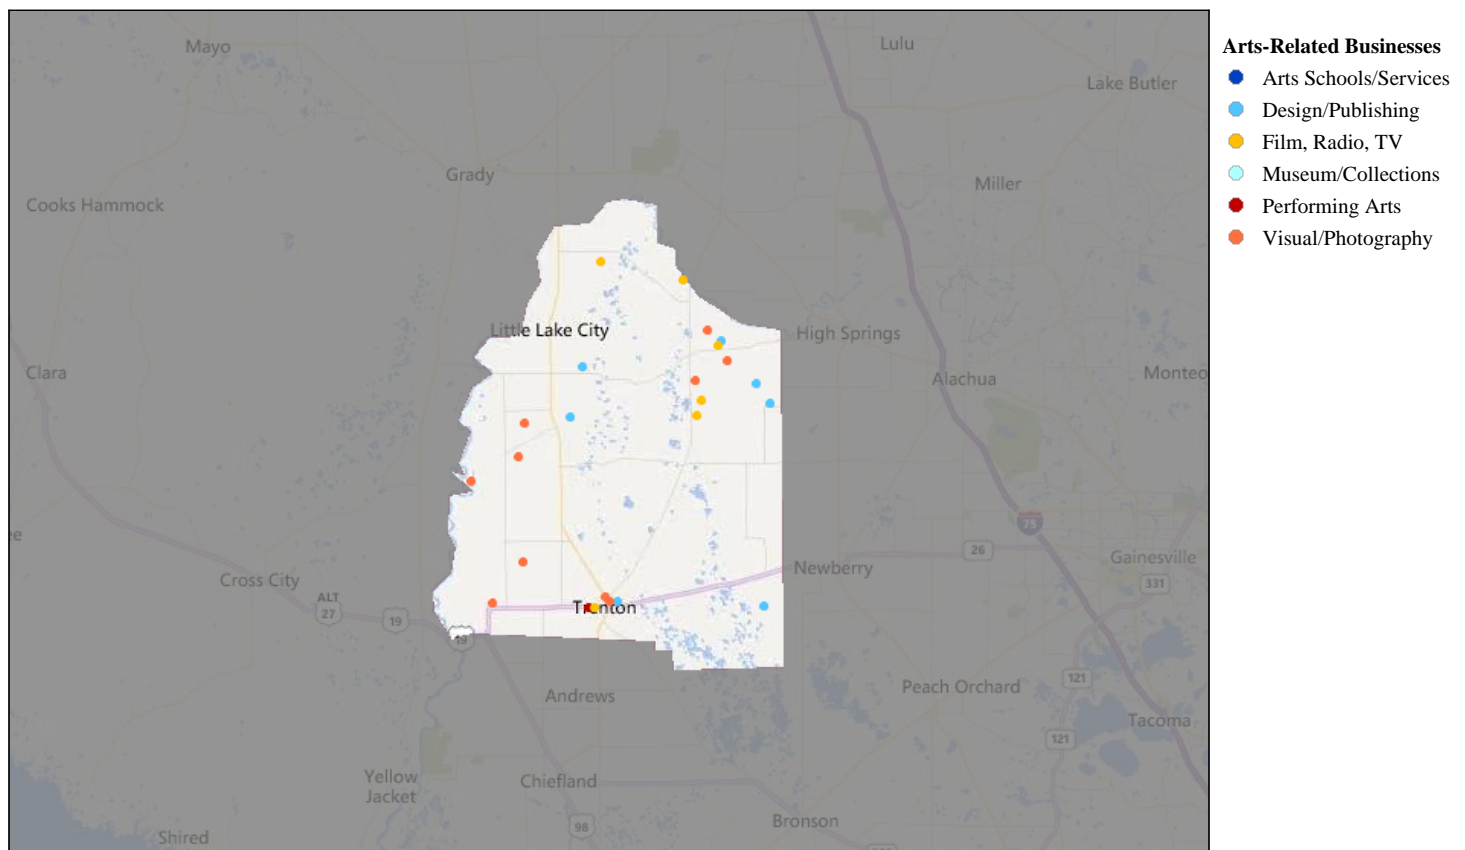 Mayo
Lulu
Lake Butler
Grady
Miller
Cooks Hammock
Little Lake City
High Springs
Clara
Alachua
Monteo
ee
75
26
Gainesville
Newberry
331
Cross City
ALT
27
19
Trenton
19
Andrews
121
Peach Orchard
Tacoma
121
Yellow
Jacket
Chiefland
98
Bronson
Shired
Arts-Related Businesses
Arts Schools/Services
Design/Publishing
Film, Radio, TV
Museum/Collections
Performing Arts
Visual/Photography